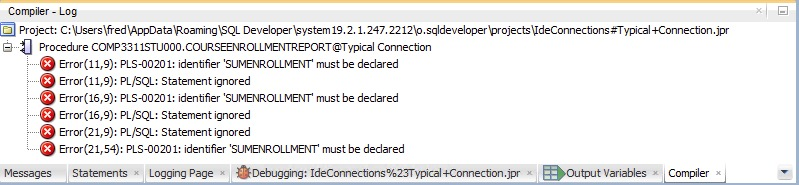 Compiler - Log
Project: C:\Users\fred\AppData\Roaming\SQL Developer\system19.2.1.247.2212\o.sqldeveloper\projects\IdeConnections#Typical+Connection.jpr
Procedure COMP3311STU000.COURSEENROLLMENTREPORT@Typical Connection
Error(11,9): PLS-00201: identifier 'SUMENROLLMENT' must be declared
Error(11,9): PL/SQL: Statement ignored
Error(16,9): PLS-00201: identifier 'SUMENROLLMENT' must be declared
Error(16,9): PL/SQL: Statement ignored
Error(21,9): PL/SQL: Statement ignored
Error(21,54): PLS-00201: identifier 'SUMENROLLMENT' must be declared
Messages Statements Logging Page Debugging: IdeConnections%23Typical+Connection.jpr Output Variables Compiler